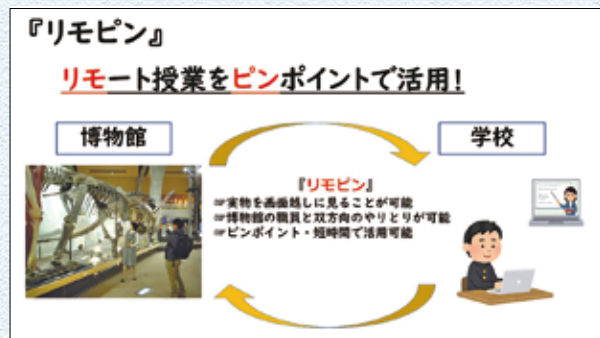 『リモピン』
リモート授業をピンポイントで活用!
博物館
学校
『リモピン』
☞実物を画面越しに見ることが可能
☞博物館の職員と双方向のやりとりが可能
☞ピンポイント・短時間で活用可能